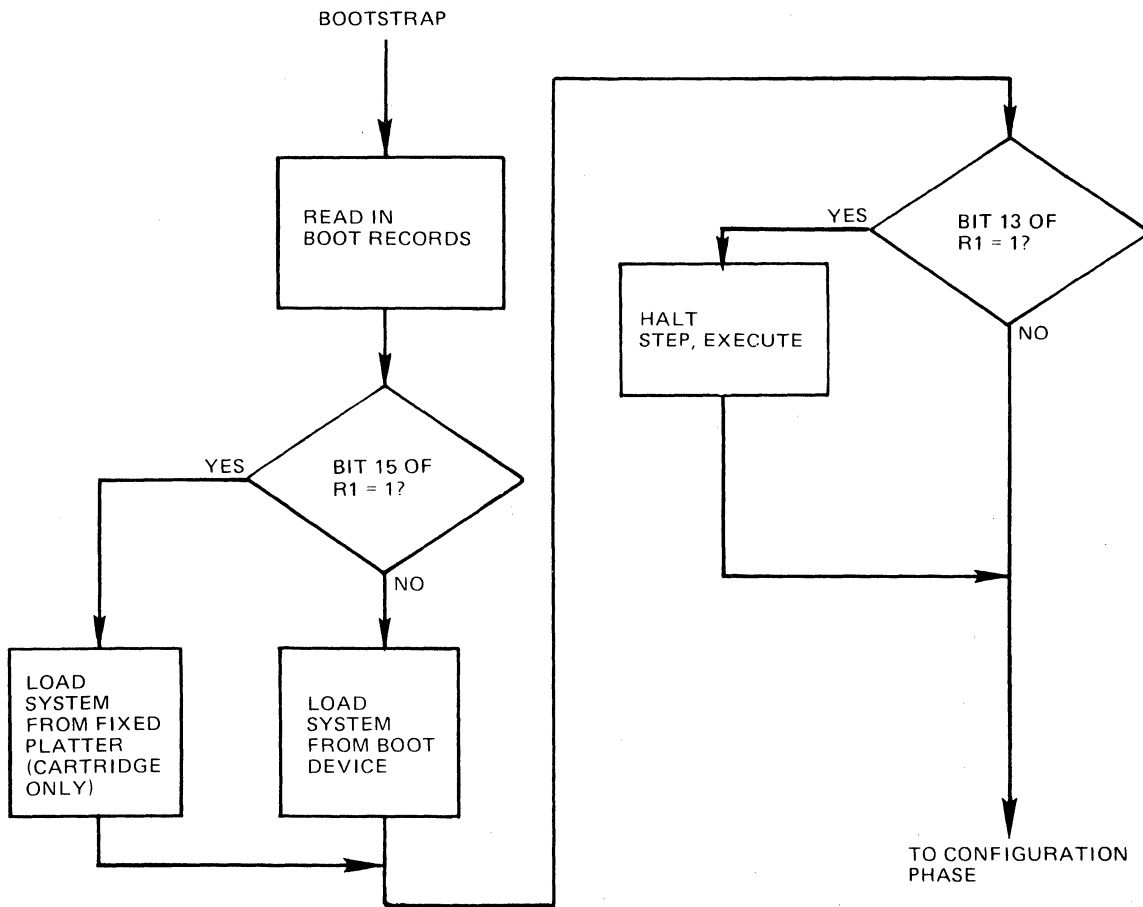 BOOTSTRAP
READ IN
BOOT RECORDS
YES
BIT 15 OF
R1 = 1?
NO
LOAD
SYSTEM
FROM FIXED
PLATTER
(CARTRIDGE
ONLY)
LOAD
SYSTEM
FROM BOOT
DEVICE
YES
BIT 13 OF
R1 = 1?
NO
HALT
STEP, EXECUTE
TO CONFIGURATION
PHASE